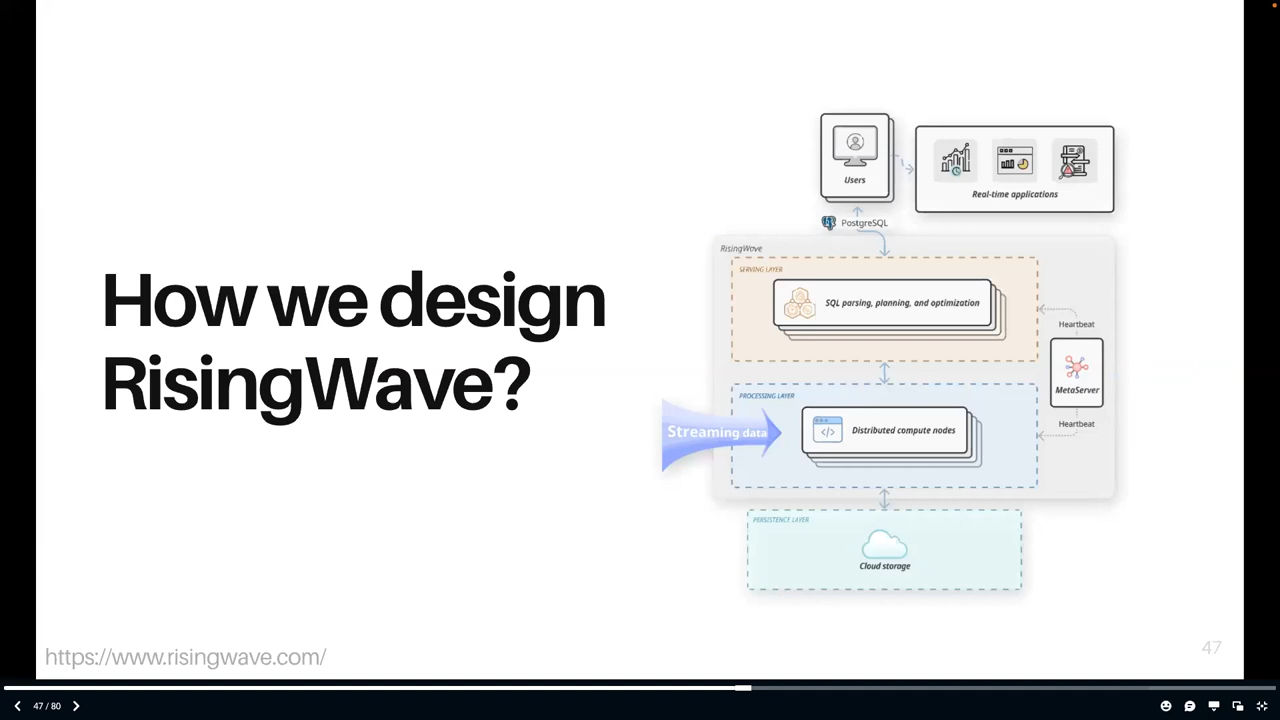 How we design
RisingWave?
Users
Real-time applications
PostgreSQL
RisingWave
SERVING LAYER
SQL parsing, planning, and optimization
Heartbeat
MetaServer
Heartbeat
PROCESSING LAYER
Streaming data
Distributed compute nodes
PERSISTENCE LAYER
Cloud storage
https://www.risingwave.com/
47
47 / 80